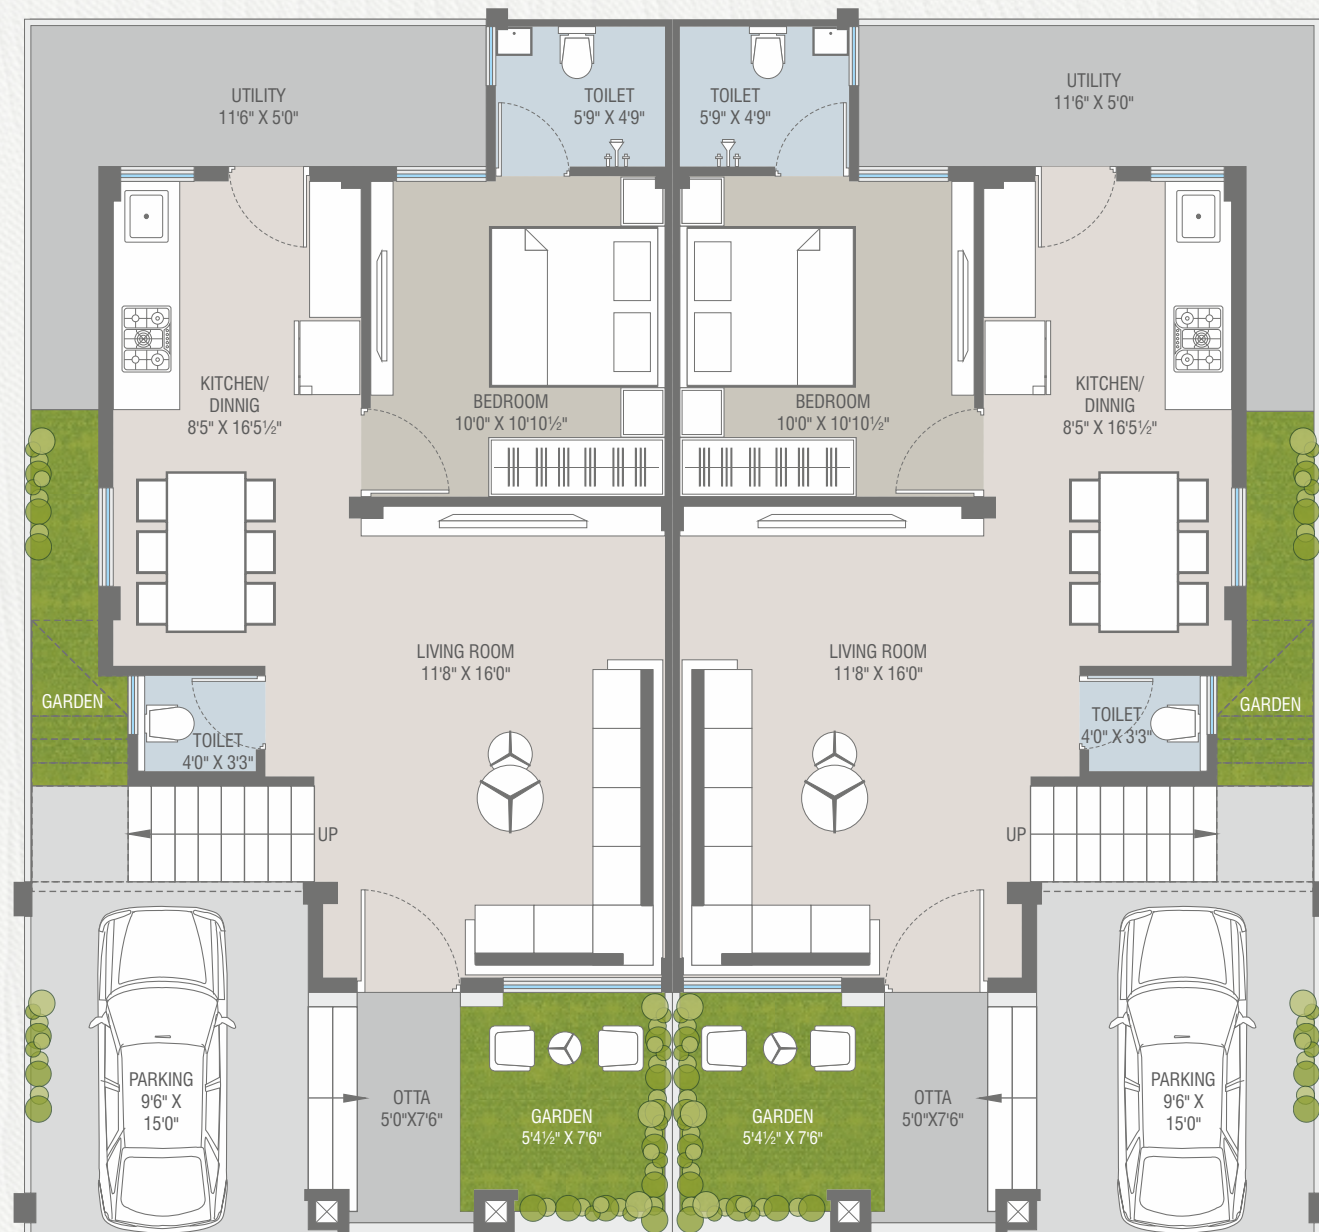 UTILITY
11'6" X 5'0"
TOILET
5'9" X 4'9"
TOILET
5'9" X 4'9"
UTILITY
11'6" X 5'0"
KITCHEN/
DINNIG
8'5" X 16'5½"
BEDROOM
10'0" X 10'10½"
BEDROOM
10'0" X 10'10½"
KITCHEN/
DINNIG
8'5" X 16'5½"
LIVING ROOM
11'8" X 16'0"
LIVING ROOM
11'8" X 16'0"
GARDEN
TOILET
4'0" X 3'3"
TOILET
4'0" X 3'3"
GARDEN
UP
UP
PARKING
9'6" X
15'0"
OTTA
5'0"X7'6"
GARDEN
5'4½" X 7'6"
GARDEN
5'4½" X 7'6"
OTTA
5'0"X7'6"
PARKING
9'6" X
15'0"